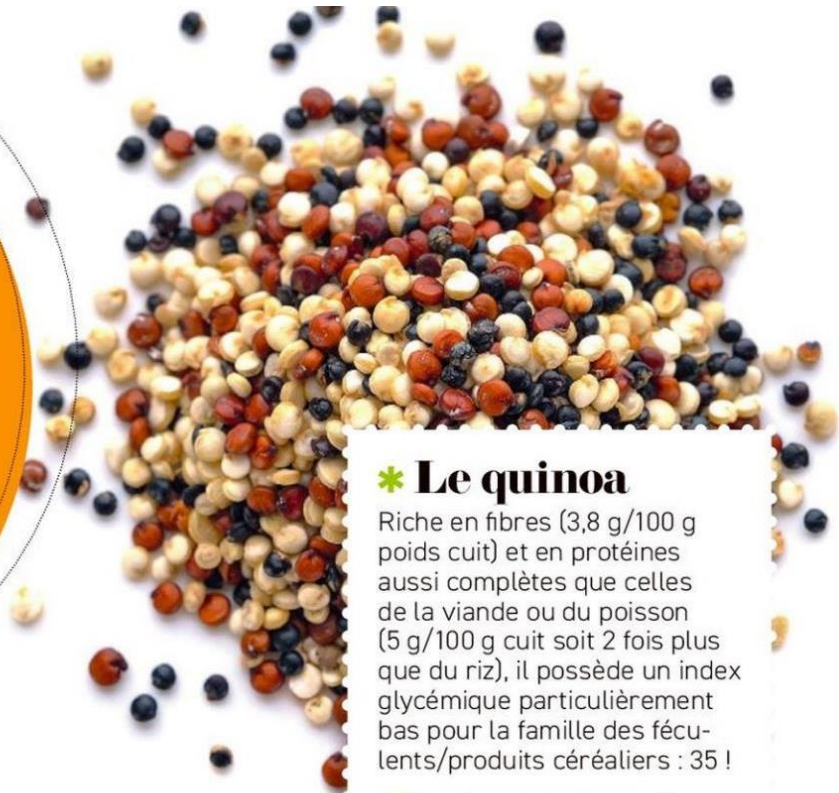 * Le quinoa
Riche en fibres (3,8 g/100 g
poids cuit) et en protéines
aussi complètes que celles
de la viande ou du poisson
(5 g/100 g cuit soit 2 fois plus
que du riz), il possède un index
glycémique particulièrement
bas pour la famille des fécu-
lents/produits céréaliers : 35 !